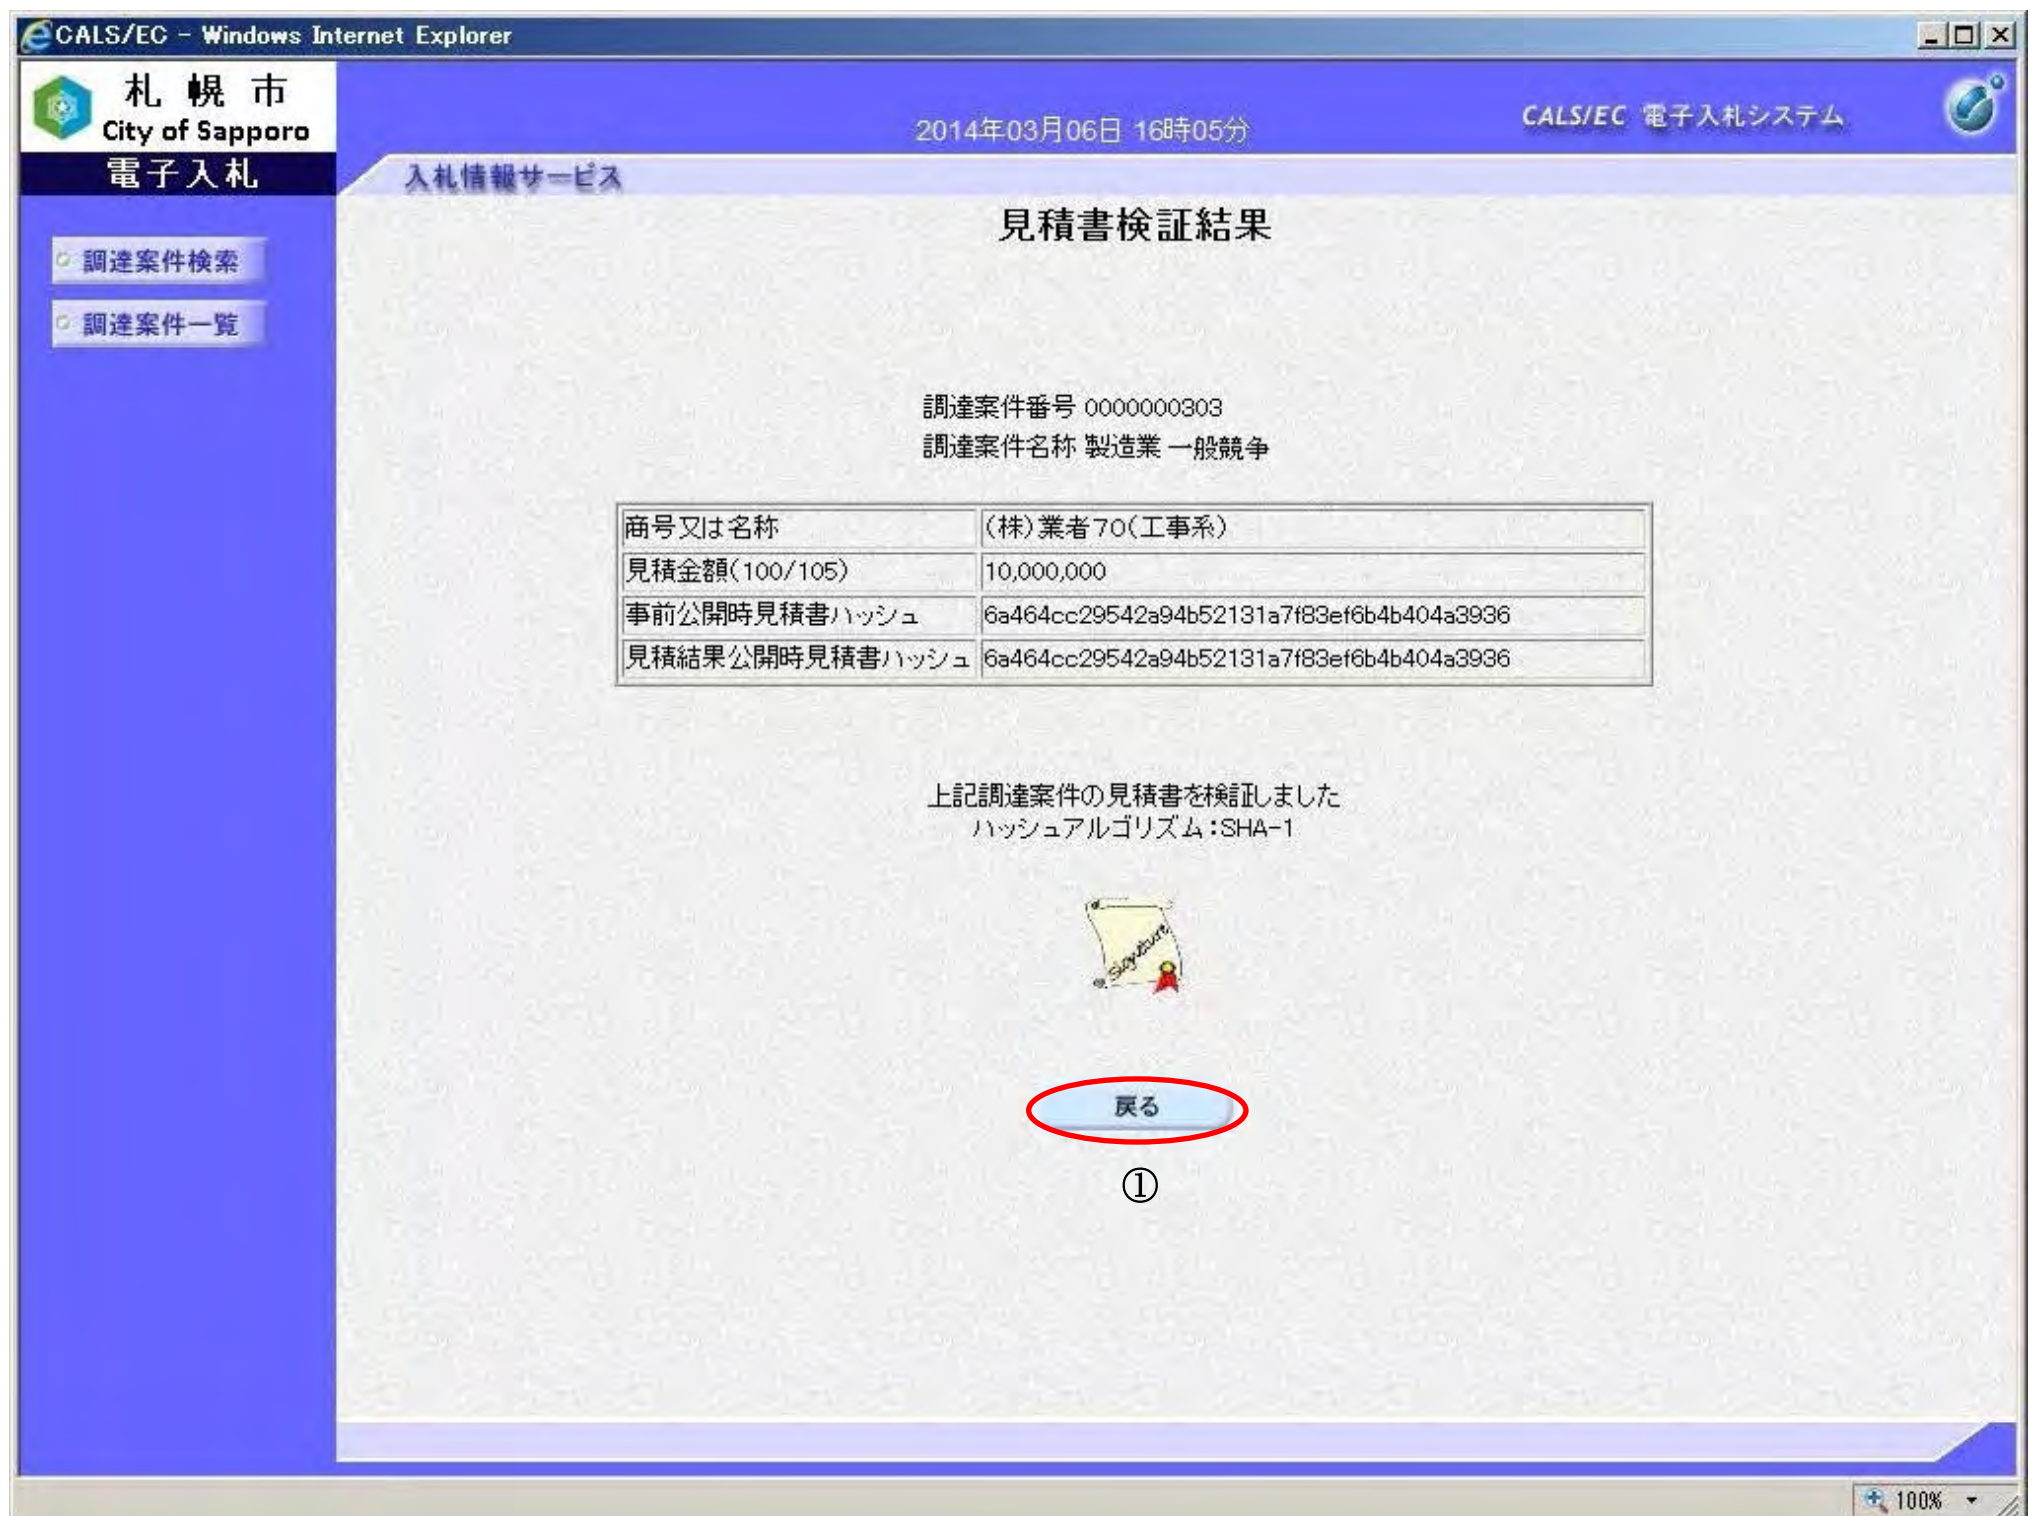 CALS/EC - Windows Internet Explorer
札幌市
City of Sapporo
2014年03月06日 16時05分
CALS/EC 電子入札システム
電子入札
入札情報サービス
見積書検証結果
調達案件検索
調達案件一覧
調達案件番号 0000000303
調達案件名称 製造業 一般競争
商号又は名称 (株)業者70(工事系)
見積金額(100/105) 10,000,000
事前公開時見積書ハッシュ 6a464cc29542a94b52131a7f83ef6b4b404a3936
見積結果公開時見積書ハッシュ 6a464cc29542a94b52131a7f83ef6b4b404a3936
上記調達案件の見積書を検証しました
ハッシュアルゴリズム：SHA-1
Signature
戻る
①
100%